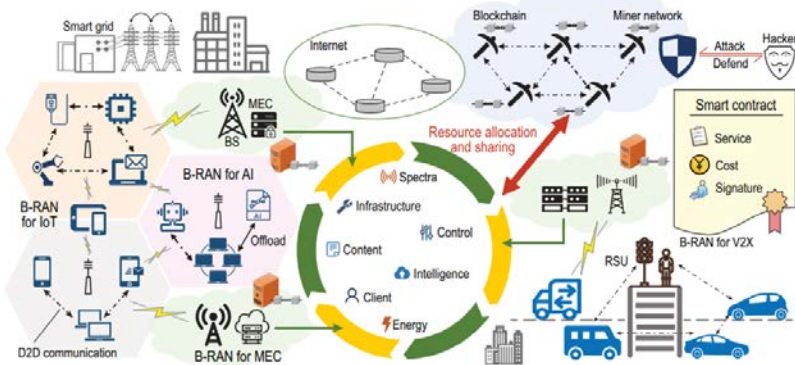 Smart grid
Internet
Blockchain
Miner network
Attack
Defend
Hacker
MEC
BS
Resource allocation
and sharing
Smart contract
Service
Cost
Signature
B-RAN
for IoT
B-RAN for AI
AI
Offload
Spectra
Infrastructure
Control
Content
Intelligence
Client
Energy
B-RAN for V2X
RSU
D2D communication
B-RAN for MEC